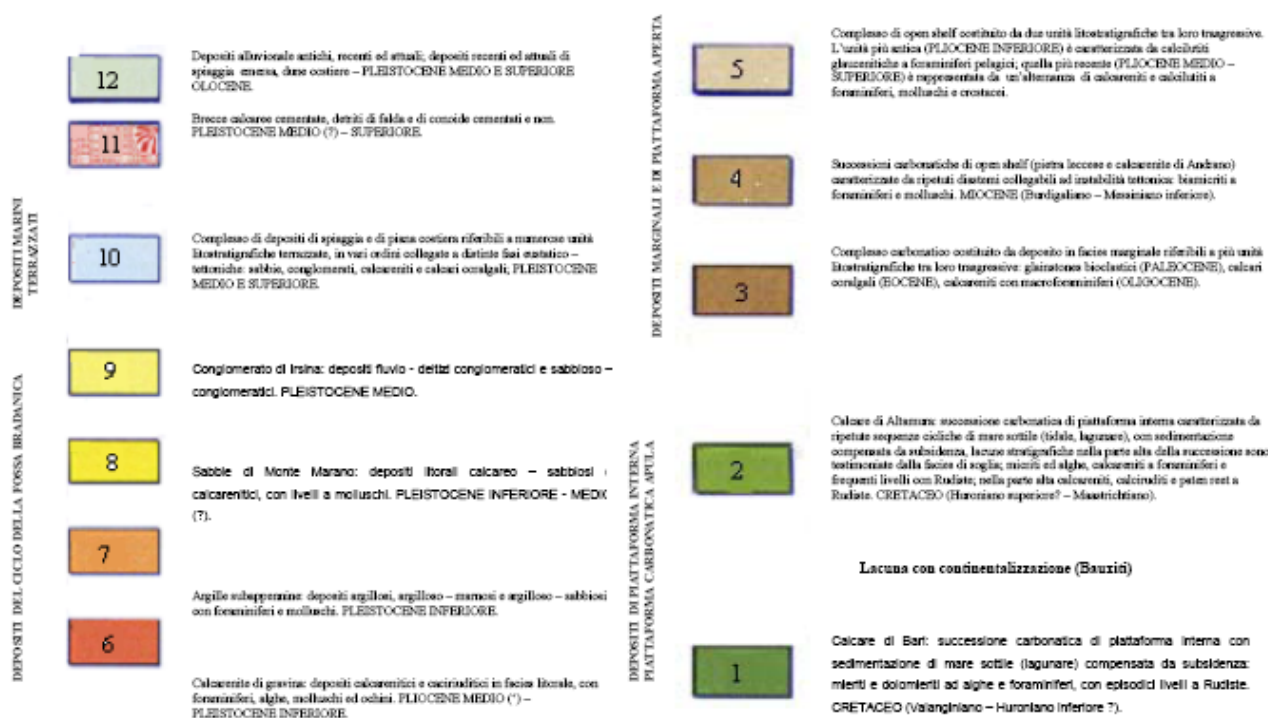 12
Depositi alluvionale antichi, recenti ed attuali; depositi recenti ed attuali di
spiaggia emersa, dune costiere – PLEISTOCENE MEDIO E SUPERIORE
OLOCENE.
11
Brecce calcaree cementate, detriti di falda e di conoide cementati e non.
PLEISTOCENE MEDIO (?) – SUPERIORE.
DEPOSITI MARINI
TERRAZZATI
10
Complesso di depositi di spiaggia e di piana costiera riferibili a numerose unità
litostratigrafiche terrazzate, in vari ordini collegate a distinte fasi eustatico –
tettoniche: sabbie, conglomerati, calcareniti e calcari coralgali; PLEISTOCENE
MEDIO E SUPERIORE.
DEPOSITI DEL CICLO DELLA FOSSA BRADANICA
9
Conglomerato di Irsina: depositi fluvio - deltizi conglomeratici e sabbioso –
conglomeratici. PLEISTOCENE MEDIO.
8
Sabbie di Monte Marano: depositi litorali calcareo – sabbiosi
calcarenitici, con livelli a molluschi. PLEISTOCENE INFERIORE - MEDIO
(?).
7
Argille subappennine: depositi argillosi, argilloso – marnosi e argilloso – sabbiosi
con foraminiferi e molluschi. PLEISTOCENE INFERIORE.
6
Calcarenite di gravina: depositi calcarenitici e caciriuditici in facies litorale, con
foraminiferi, alghe, molluschi ed echini. PLIOCENE MEDIO (°) –
PLEISTOCENE INFERIORE.
DEPOSITI MARGINALI E DI PIATTAFORMA APERTA
5
Complesso di open shelf costituito da due unità litostratigrafiche tra loro trasgressive.
L'unità più antica (PLIOCENE INFERIORE) è caratterizzata da calcilutiti
glauconitiche a foraminiferi pelagici; quella più recente (PLIOCENE MEDIO –
SUPERIORE) è rappresentata da un'alternanza di calcareniti e calcilutiti a
foraminiferi, molluschi e crostacei.
4
Successioni carbonatiche di open shelf (pietra leccese e calcarenite di Andrano)
caratterizzate da ripetuti diastemi collegabili ad instabilità tettonica: biomicriti a
foraminiferi e molluschi. MIOCENE (Burdigaliano – Messiniano inferiore).
3
Complesso carbonatico costituito da deposito in facies marginale riferibili a più unità
litostratigrafiche tra loro trasgressive: glainstones bioclastici (PALEOCENE), calcari
coralgali (EOCENE), calcareniti con macroforaminiferi (OLIGOCENE).
DEPOSITI DI PIATTAFORMA INTERNA
PIATTAFORMA CARBONATICA APULA
2
Calcare di Altamura: successione carbonatica di piattaforma interna caratterizzata da
ripetute sequenze cicliche di mare sottile (tidale, lagunare), con sedimentazione
compensata da subsidenza, lacune stratigrafiche nella parte alta della successione sono
testimoniate dalla facies di soglia; micriti ed alghe, calcareniti a foraminiferi e
frequenti livelli con Rudiste; nella parte alta calcareniti, calciruditi e paten reet a
Rudiste. CRETACEO (Huroniano superiore? – Maastrichtiano).
Lacuna con continentalizzazione (Bauxiti)
1
Calcare di Bari: successione carbonatica di piattaforma interna con
sedimentazione di mare sottile (lagunare) compensata da subsidenza:
mierti e dolomierti ad alghe e foraminiferi, con episodici livelli a Rudiste.
CRETACEO (Valanginiano – Huroniano inferiore ?).